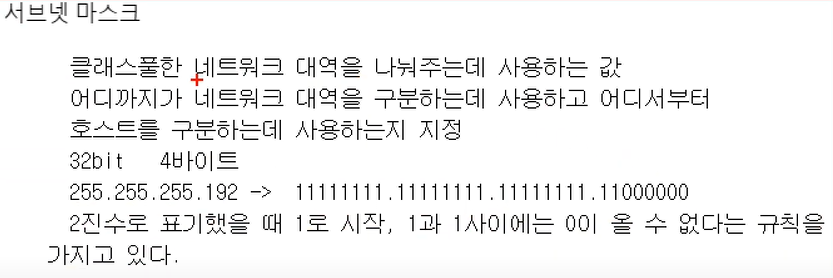 서브넷 마스크
클래스풀한 네트워크 대역을 나눠주는데 사용하는 값
어디까지가 네트워크 대역을 구분하는데 사용하고 어디서부터
호스트를 구분하는데 사용하는지 지정
32bit 4바이트
255.255.255.192 -> 11111111.11111111.11111111.11000000
2진수로 표기했을 때 1로 시작, 1과 1사이에는 0이 올 수 없다는 규칙을
가지고 있다.